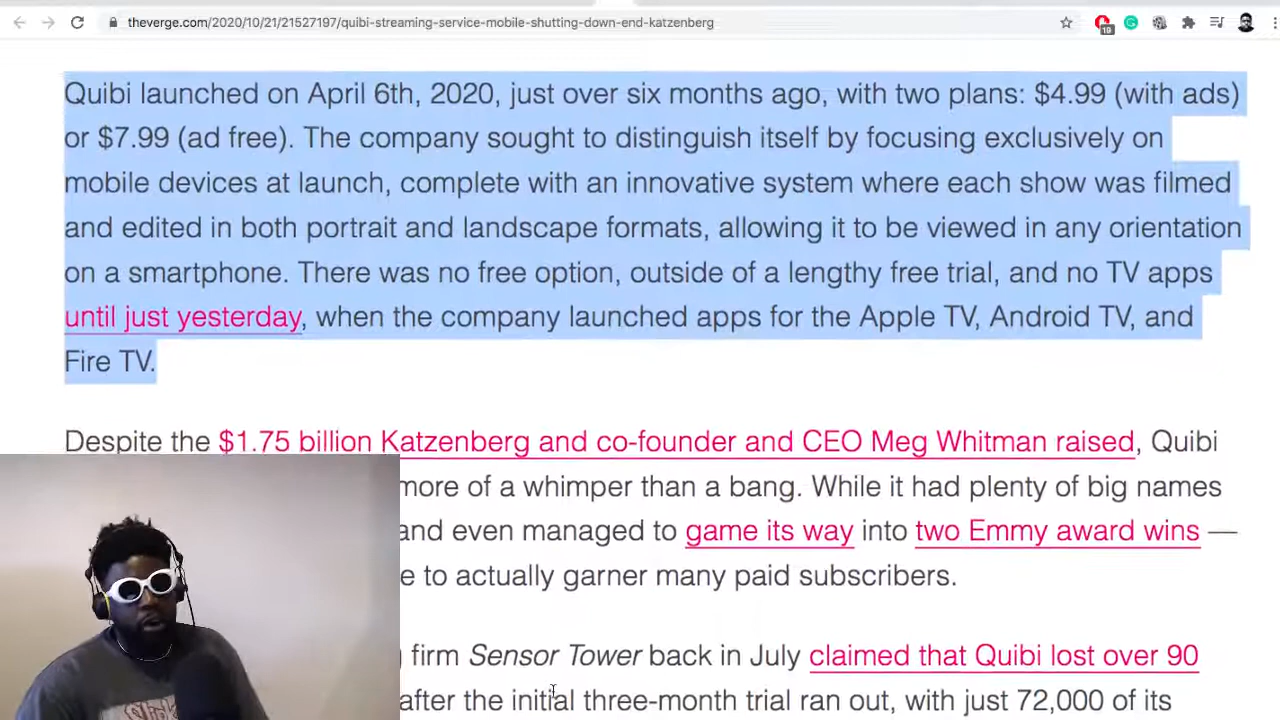 theverge.com/2020/10/21/21527197/quibi-streaming-service-mobile-shutting-down-end-katzenberg
19
Quibi launched on April 6th, 2020, just over six months ago, with two plans: $4.99 (with ads)
or $7.99 (ad free). The company sought to distinguish itself by focusing exclusively on
mobile devices at launch, complete with an innovative system where each show was filmed
and edited in both portrait and landscape formats, allowing it to be viewed in any orientation
on a smartphone. There was no free option, outside of a lengthy free trial, and no TV apps
until just yesterday, when the company launched apps for the Apple TV, Android TV, and
Fire TV.
Despite the $1.75 billion Katzenberg and co-founder and CEO Meg Whitman raised, Quibi
more of a whimper than a bang. While it had plenty of big names
and even managed to game its way into two Emmy award wins —
e to actually garner many paid subscribers.
firm Sensor Tower back in July claimed that Quibi lost over 90
after the initial three-month trial ran out, with just 72,000 of its